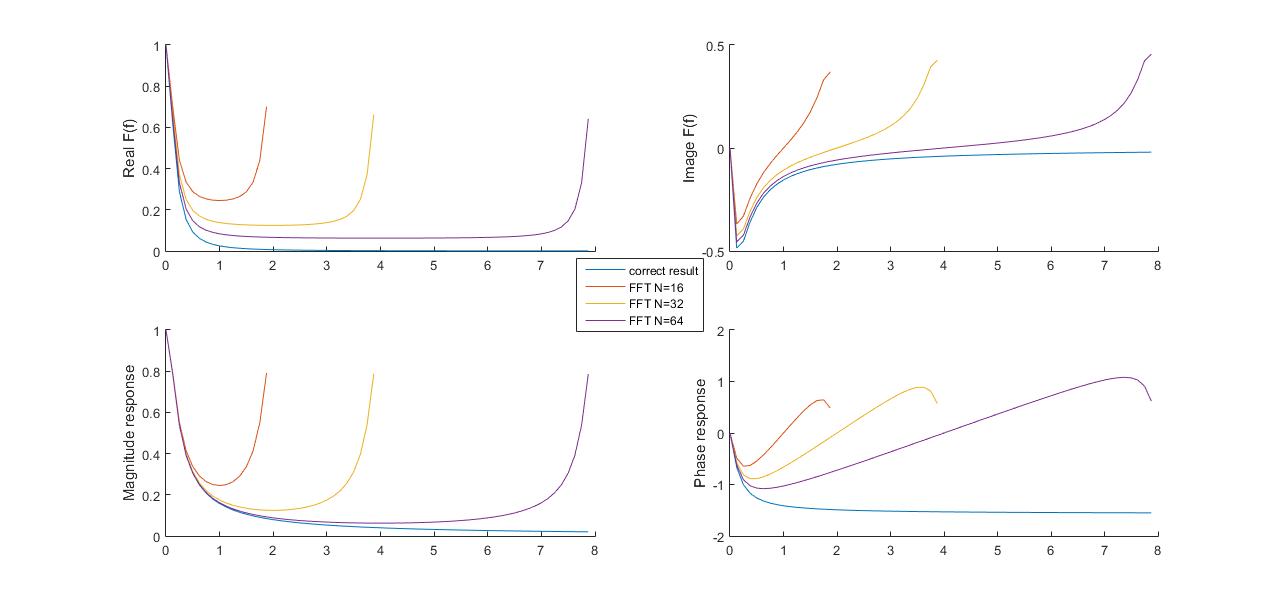 1
0.8
0.6
0.4
0.2
0
Real F(f)
0 1 2 3 4 5 6 7 8
0.5
0
-0.5
Image F(f)
0 1 2 3 4 5 6 7 8
correct result
FFT N=16
FFT N=32
FFT N=64
1
0.8
0.6
0.4
0.2
0
Magnitude response
0 1 2 3 4 5 6 7 8
2
1
0
-1
-2
Phase response
0 1 2 3 4 5 6 7 8